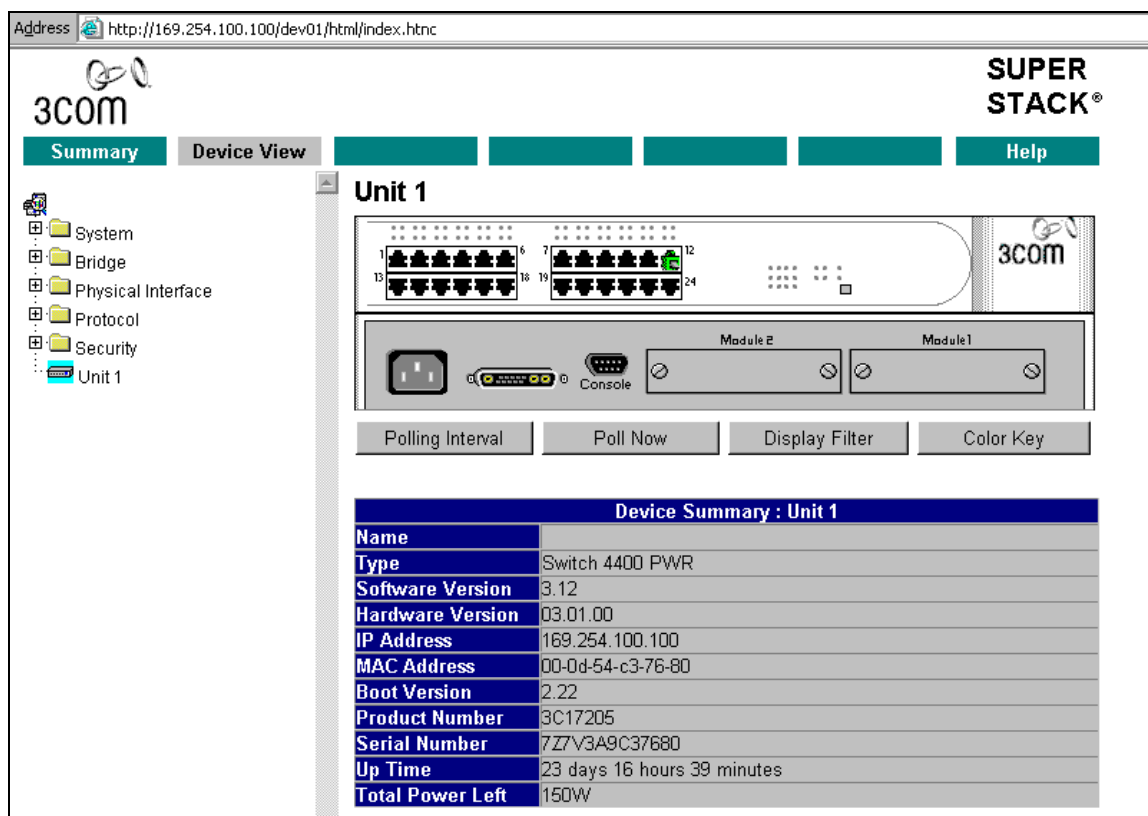 Address http://169.254.100.100/dev01/html/index.htnc
3COM
SUPER
STACK®
Summary Device View Help
System
Bridge
Physical Interface
Protocol
Security
Unit 1
Unit 1
1 6 7 12
13 18 19 24
3COM
Console
Module 2
Module1
Polling Interval Poll Now Display Filter Color Key
Device Summary : Unit 1
Name
Type Switch 4400 PWR
Software Version 3.12
Hardware Version 03.01.00
IP Address 169.254.100.100
MAC Address 00-0d-54-c3-76-80
Boot Version 2.22
Product Number 3C17205
Serial Number 7Z7V3A9C37680
Up Time 23 days 16 hours 39 minutes
Total Power Left 150W